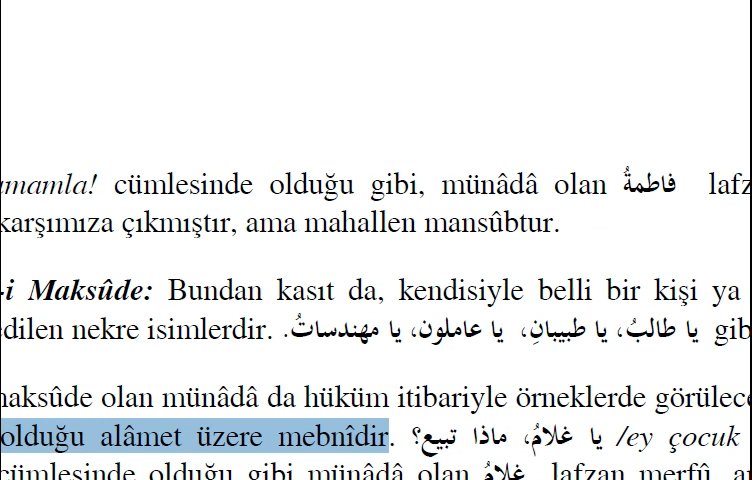 mamla! cümlesinde olduğu gibi, münâdâ olan فاطمةُ lafz
karşımıza çıkmıştır, ama mahallen mansûbtur.
-i Maksûde: Bundan kasıt da, kendisiyle belli bir kişi ya
edilen nekre isimlerdir. يا طالبُ، يا طبيبانِ، يا عاملون، يا مهندساتُ. gib
maksûde olan münâdâ da hüküm itibariyle örneklerde görülece
olduğu alâmet üzere mebnîdir. يا غلامُ، ماذا تبيع؟ /ey çocuk
cümlesinde olduğu gibi münâdâ olan غلامُ lafzan merfû, a